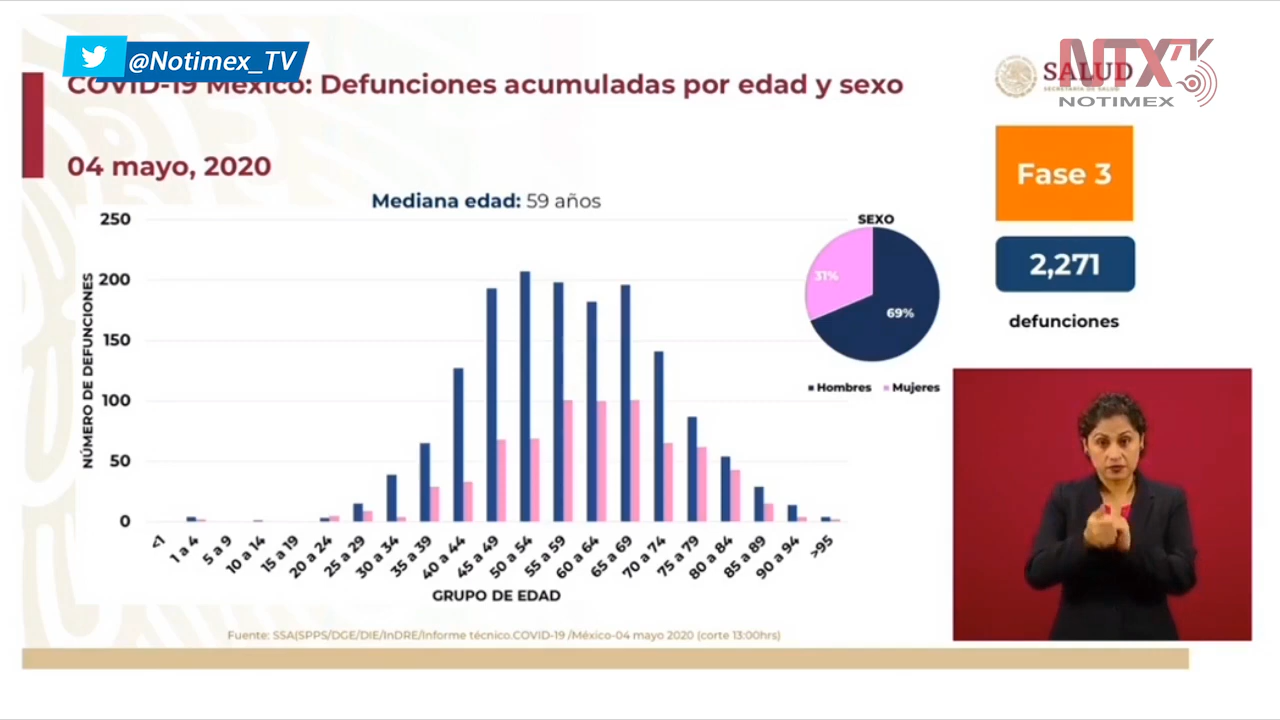 @Notimex_TV
COVID-19 México: Defunciones acumuladas por edad y sexo
04 mayo, 2020
SALUD
SECRETARÍA DE SALUD
NTX TV
NOTIMEX
Fase 3
2,271
defunciones
Mediana edad: 59 años
NÚMERO DE DEFUNCIONES
250
200
150
100
50
0
<1
1 a 4
5 a 9
10 a 14
15 a 19
20 a 24
25 a 29
30 a 34
35 a 39
40 a 44
45 a 49
50 a 54
55 a 59
60 a 64
65 a 69
70 a 74
75 a 79
80 a 84
85 a 89
90 a 94
>95
GRUPO DE EDAD
SEXO
31%
69%
Hombres Mujeres
Fuente: SSA(SPPS/DGE/DIE/InDRE/Informe técnico.COVID-19 /México-04 mayo 2020 (corte 13:00hrs)